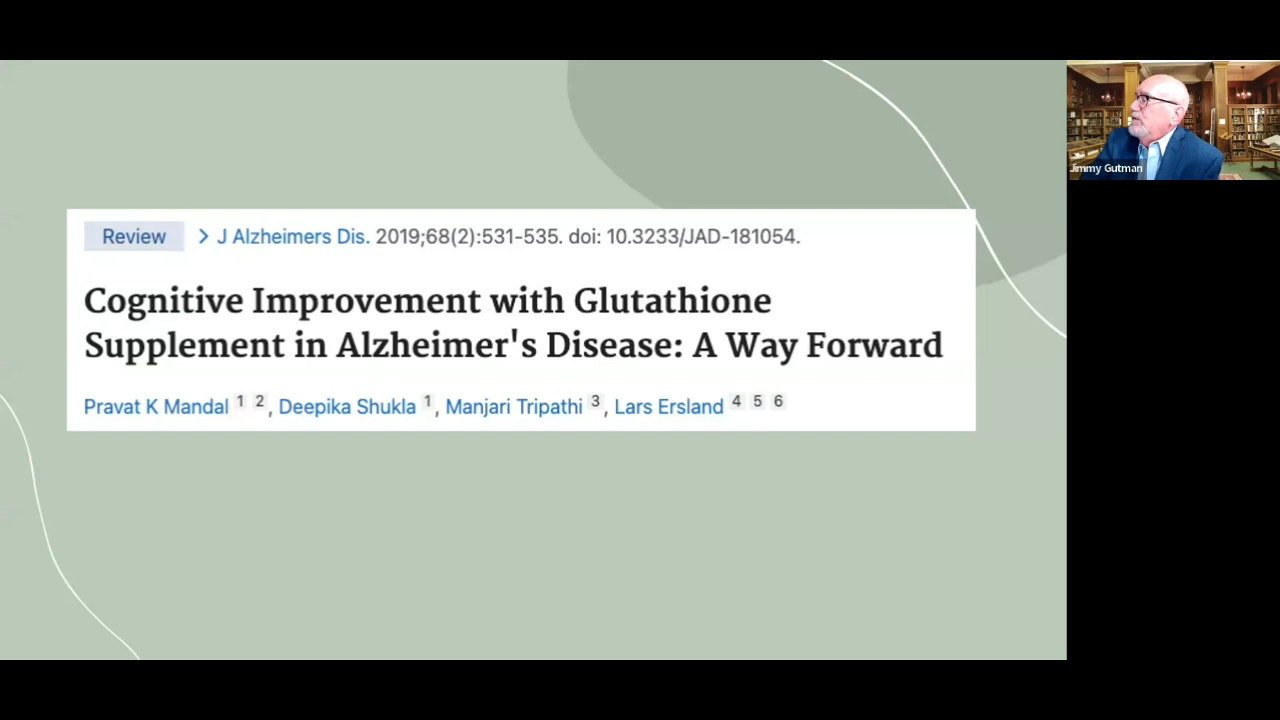 Review > J Alzheimers Dis. 2019;68(2):531-535. doi: 10.3233/JAD-181054.
Cognitive Improvement with Glutathione
Supplement in Alzheimer's Disease: A Way Forward
Pravat K Mandal 1 2, Deepika Shukla 1, Manjari Tripathi 3, Lars Ersland 4 5 6
Jimmy Gutman